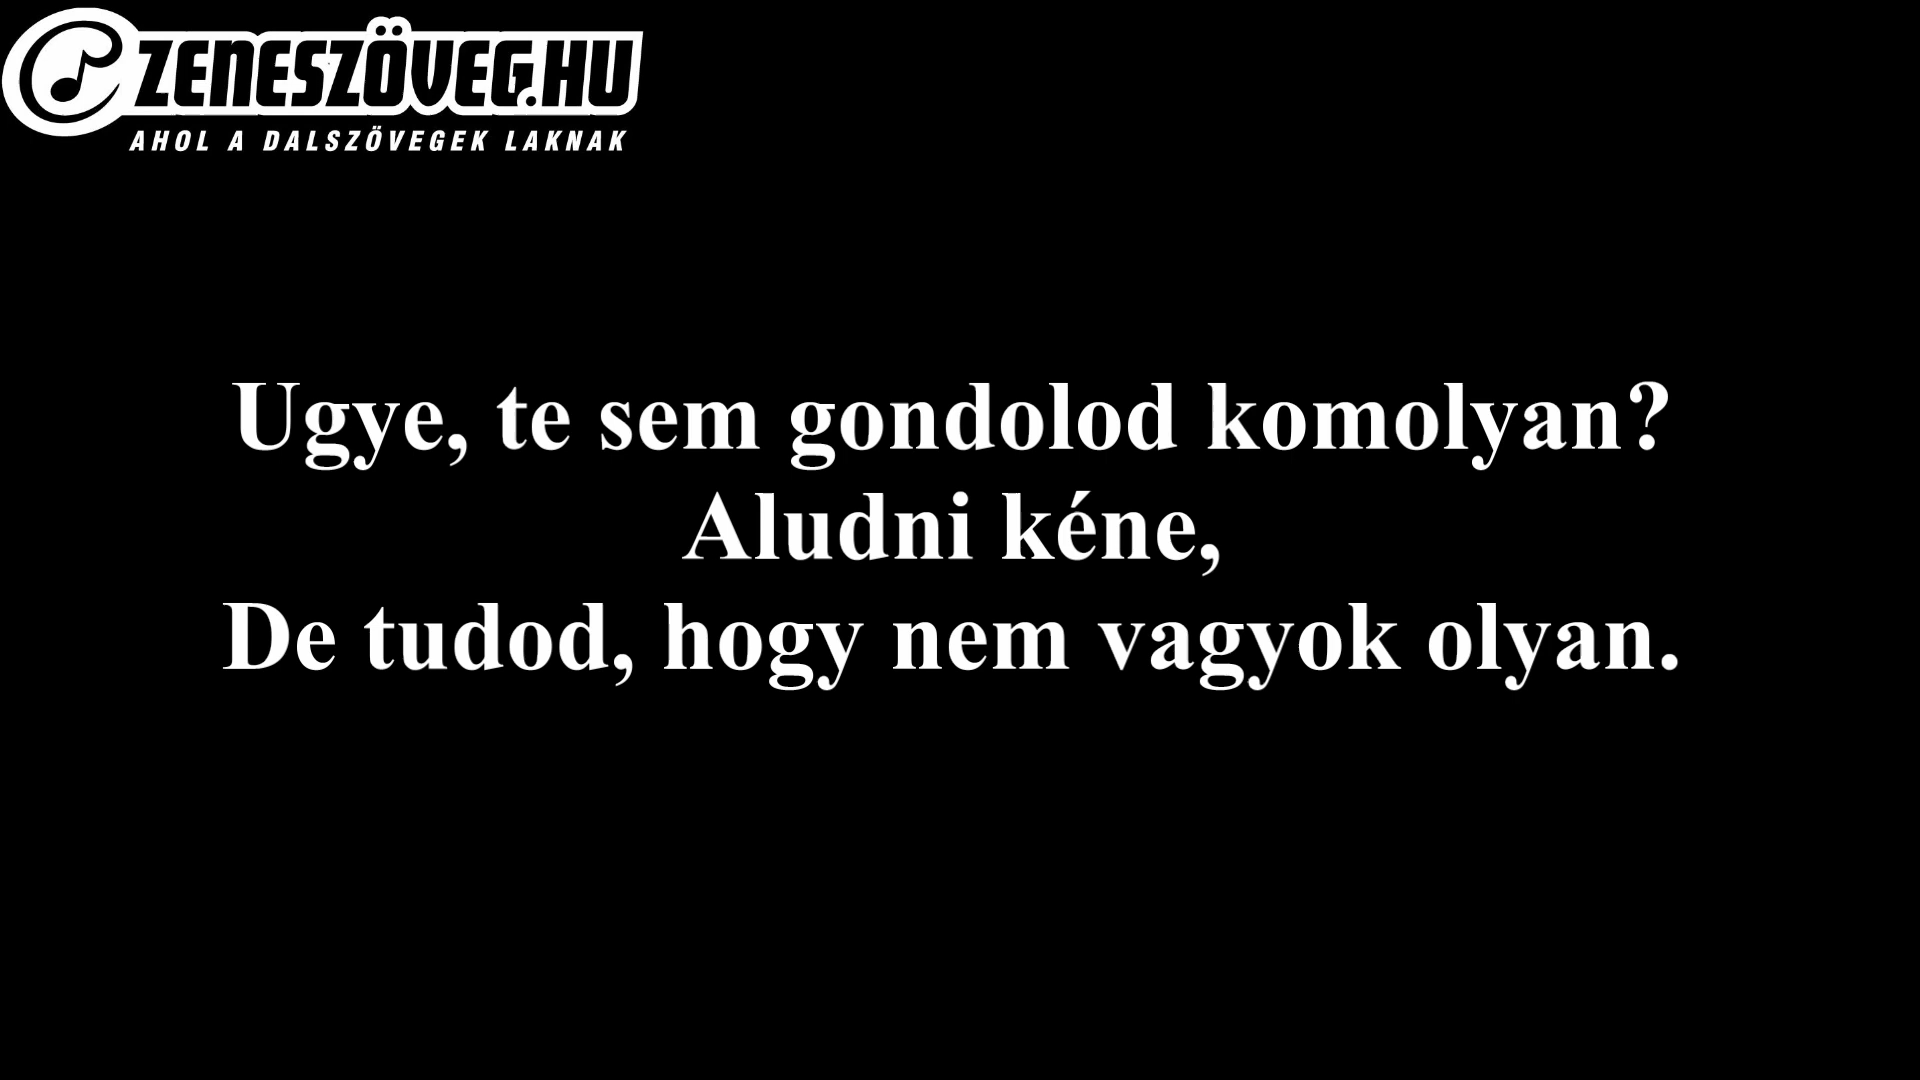 ZENESZÖVEG.HU
AHOL A DALSZÖVEGEK LAKNAK
Ugye, te sem gondolod komolyan?
Aludni kéne,
De tudod, hogy nem vagyok olyan.